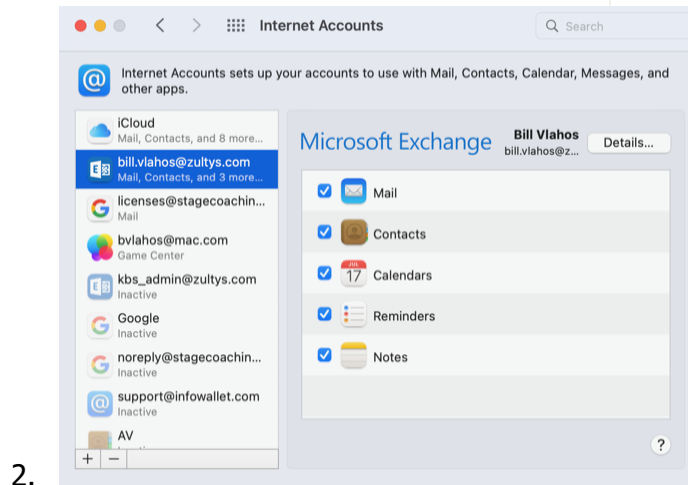 Internet Accounts
Search
Internet Accounts sets up your accounts to use with Mail, Contacts, Calendar, Messages, and
other apps.
iCloud
Mail, Contacts, and 8 more...
bill.vlahos@zultys.com
Mail, Contacts, and 3 more...
licenses@stagecoachin...
Mail
bvlahos@mac.com
Game Center
kbs_admin@zultys.com
Inactive
Google
Inactive
noreply@stagecoachin...
Inactive
support@infowallet.com
Inactive
AV
Microsoft Exchange
Bill Vlahos
bill.vlahos@z...
Details...
Mail
Contacts
JUL
17
Calendars
Reminders
Notes
+ −
?
2.